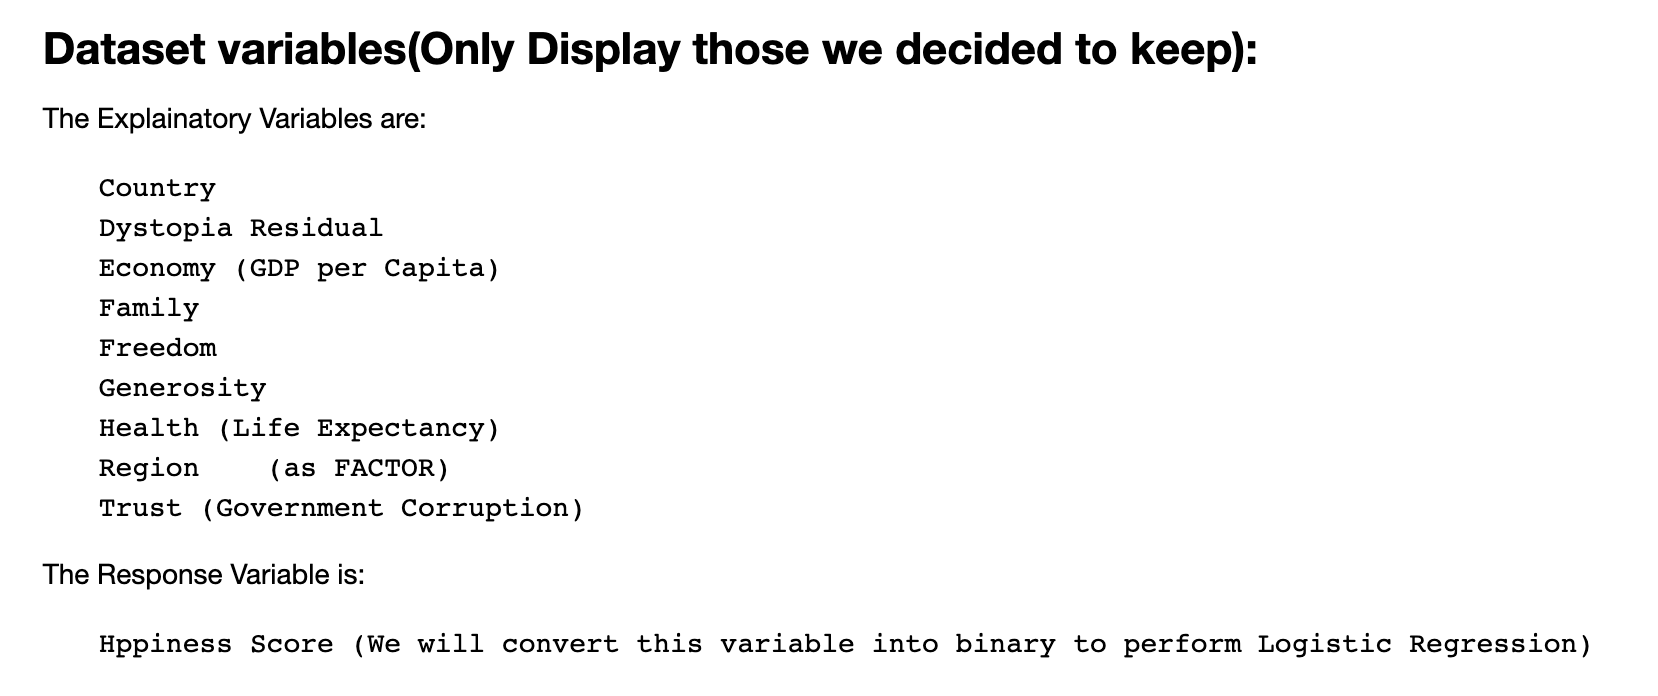 Dataset variables(Only Display those we decided to keep):
The Explainatory Variables are:
Country
Dystopia Residual
Economy (GDP per Capita)
Family
Freedom
Generosity
Health (Life Expectancy)
Region    (as FACTOR)
Trust (Government Corruption)
The Response Variable is:
Hppiness Score (We will convert this variable into binary to perform Logistic Regression)